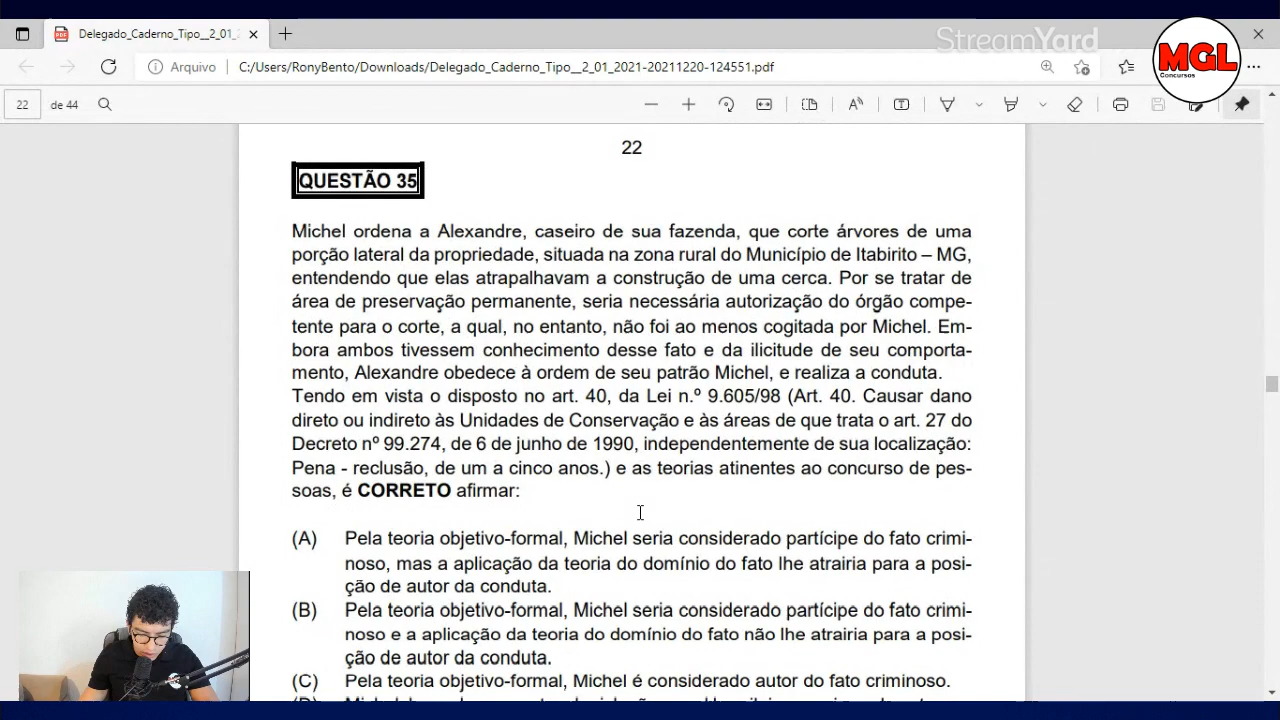 Delegado_Caderno_Tipo__2_01_2
StreamYard
MGL
Concursos
Arquivo
C:/Users/RonyBento/Downloads/Delegado_Caderno_Tipo__2_01_2021-20211220-124551.pdf
22
de 44
22
QUESTÃO 35
Michel ordena a Alexandre, caseiro de sua fazenda, que corte árvores de uma
porção lateral da propriedade, situada na zona rural do Município de Itabirito – MG,
entendendo que elas atrapalhavam a construção de uma cerca. Por se tratar de
área de preservação permanente, seria necessária autorização do órgão compe-
tente para o corte, a qual, no entanto, não foi ao menos cogitada por Michel. Em-
bora ambos tivessem conhecimento desse fato e da ilicitude de seu comporta-
mento, Alexandre obedece à ordem de seu patrão Michel, e realiza a conduta.
Tendo em vista o disposto no art. 40, da Lei n.º 9.605/98 (Art. 40. Causar dano
direto ou indireto às Unidades de Conservação e às áreas de que trata o art. 27 do
Decreto nº 99.274, de 6 de junho de 1990, independentemente de sua localização:
Pena - reclusão, de um a cinco anos.) e as teorias atinentes ao concurso de pes-
soas, é CORRETO afirmar:
(A) Pela teoria objetivo-formal, Michel seria considerado partícipe do fato crimi-
noso, mas a aplicação da teoria do domínio do fato lhe atrairia para a posi-
ção de autor da conduta.
(B) Pela teoria objetivo-formal, Michel seria considerado partícipe do fato crimi-
noso e a aplicação da teoria do domínio do fato não lhe atrairia para a posi-
ção de autor da conduta.
(C) Pela teoria objetivo-formal, Michel é considerado autor do fato criminoso.